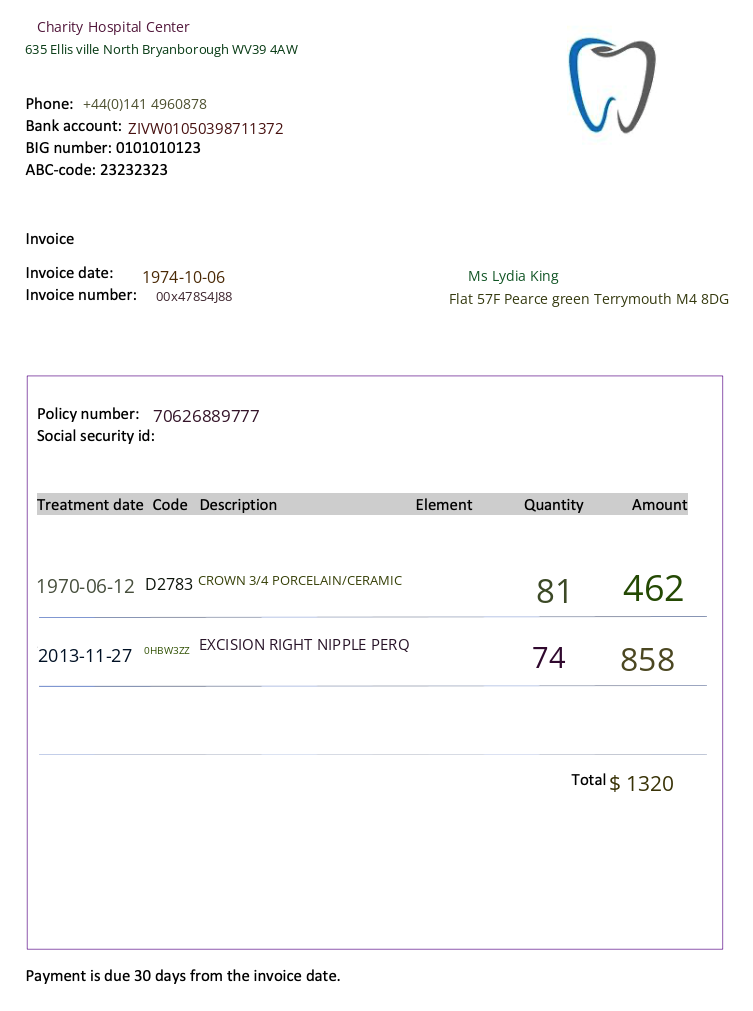 Charity Hospital Center
635 Ellis ville North Bryanborough WV39 4AW
Phone: +44(0)141 4960878
Bank account: ZIVW01050398711372
BIG number: 0101010123
ABC-code: 23232323
Invoice
Invoice date: 1974-10-06
Invoice number: 00x478S4J88
Ms Lydia King
Flat 57F Pearce green Terrymouth M4 8DG
Policy number: 70626889777
Social security id:
Treatment date Code Description Element Quantity Amount
1970-06-12 D2783 CROWN 3/4 PORCELAIN/CERAMIC 81 462
2013-11-27 0HBW3ZZ EXCISION RIGHT NIPPLE PERQ 74 858
Total $ 1320
Payment is due 30 days from the invoice date.